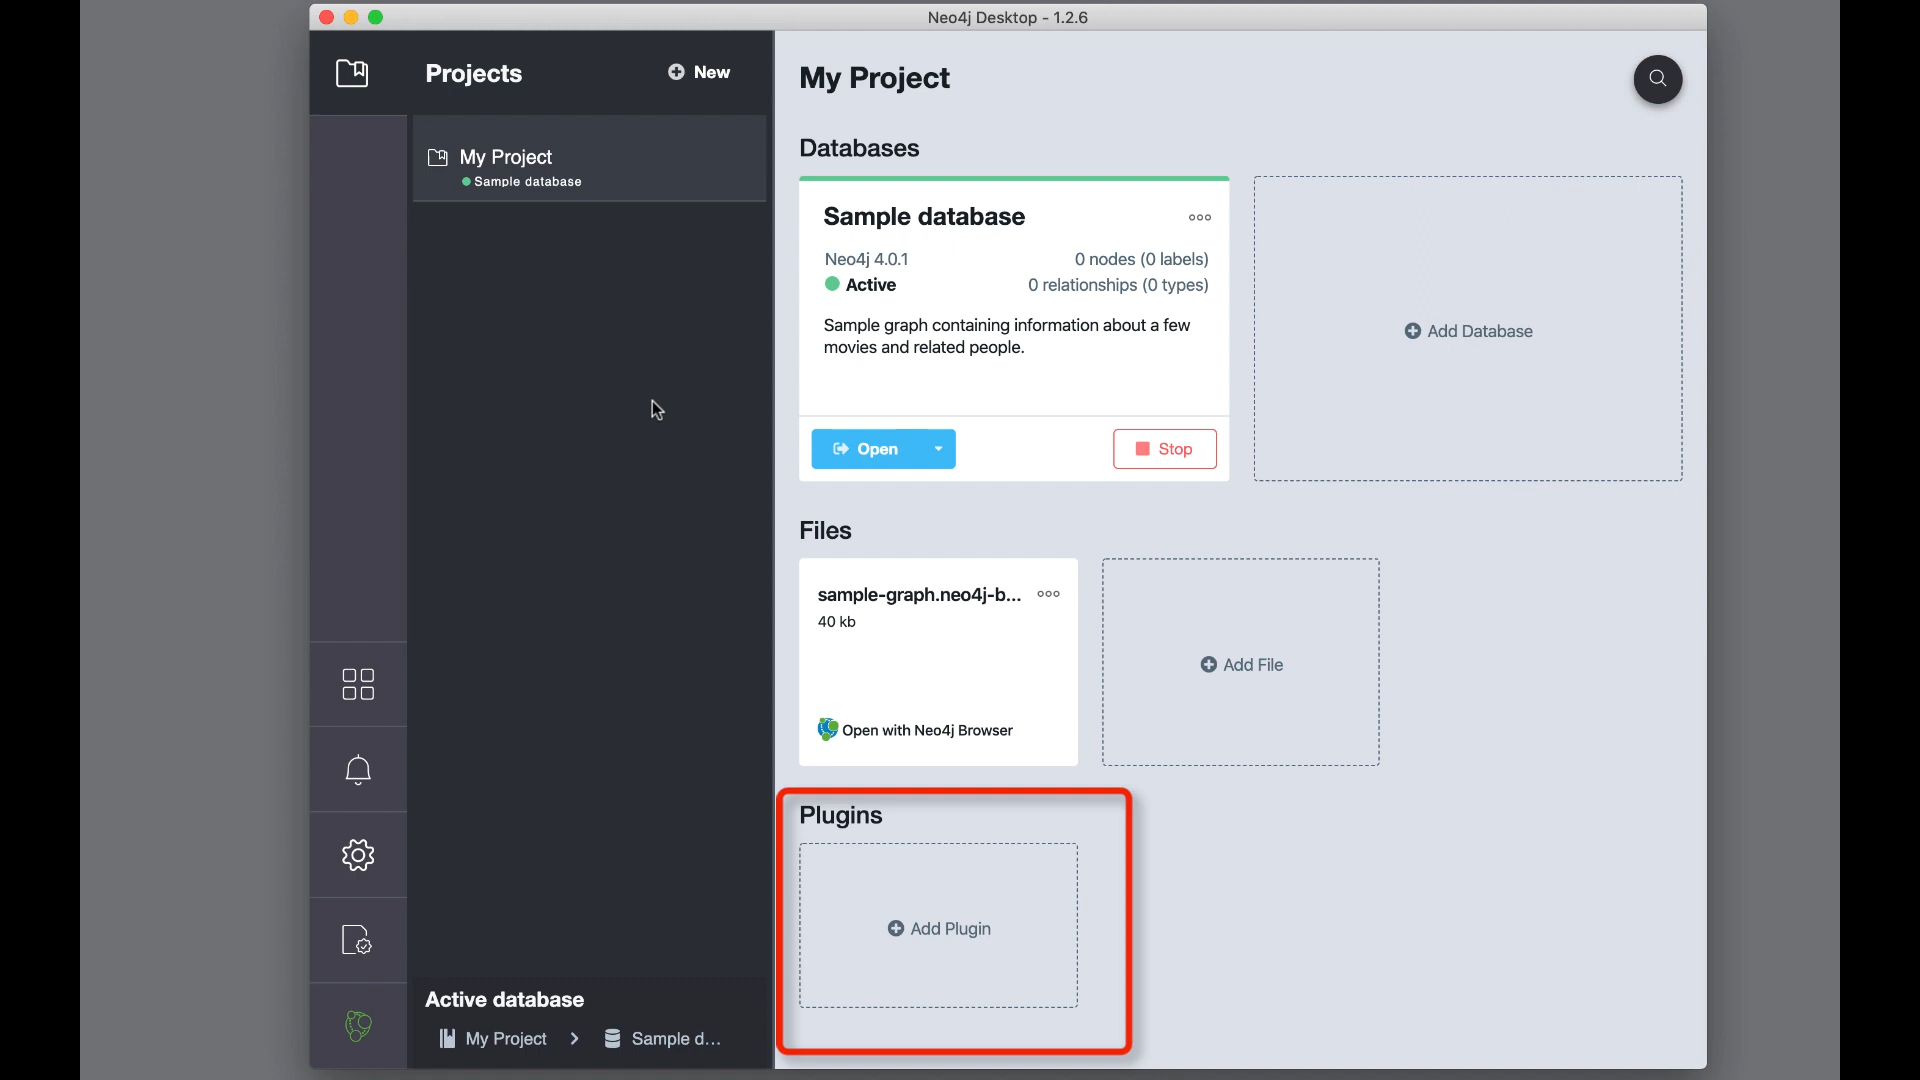 Neo4j Desktop - 1.2.6
Projects
New
My Project
Sample database
Active database
My Project
Sample d...
My Project
Databases
Sample database
Neo4j 4.0.1
0 nodes (0 labels)
Active
0 relationships (0 types)
Sample graph containing information about a few
movies and related people.
Open
Stop
Add Database
Files
sample-graph.neo4j-b...
40 kb
Open with Neo4j Browser
Add File
Plugins
Add Plugin